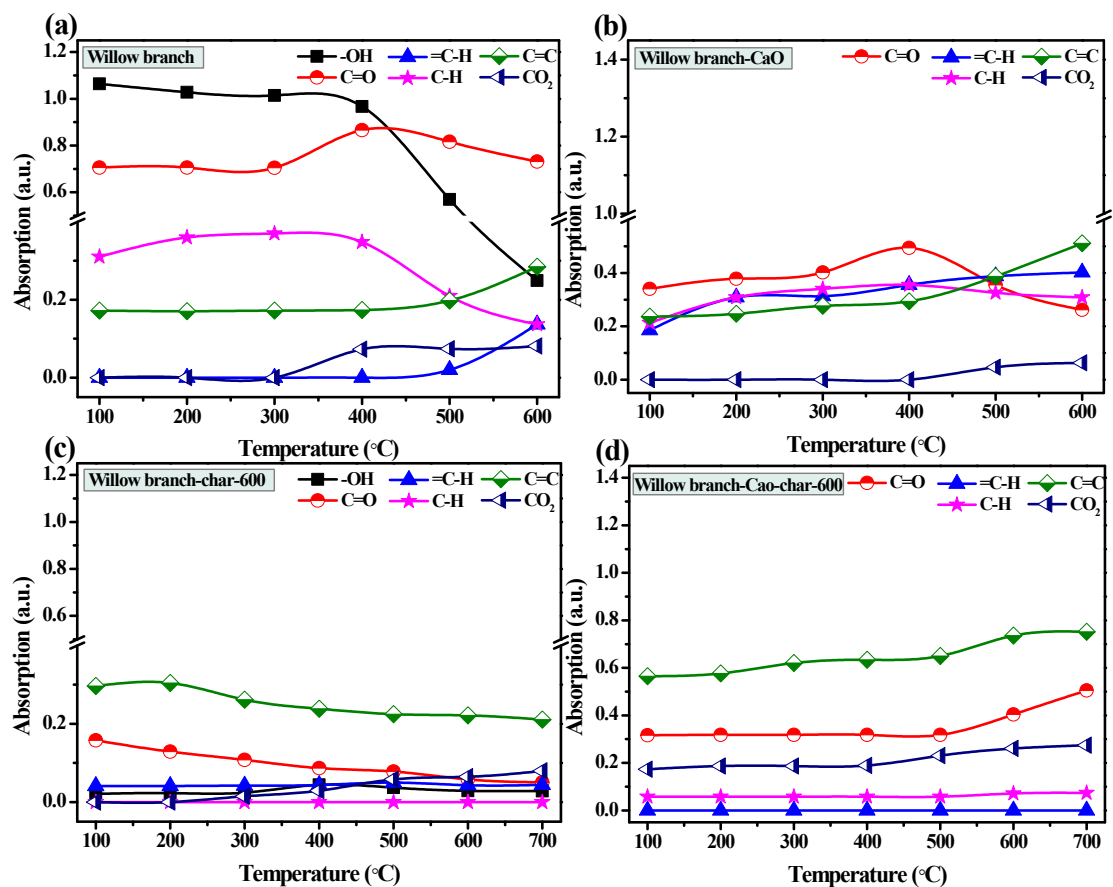 (a)
Willow branch
-OH
=C-H
C=C
C=O
C-H
CO₂
Absorption (a.u.)
1.2
1.0
0.8
0.6
0.2
0.0
100 200 300 400 500 600
Temperature (°C)
(b)
Willow branch-CaO
C=O
=C-H
C=C
C-H
CO₂
Absorption (a.u.)
1.4
1.2
1.0
0.4
0.2
0.0
100 200 300 400 500 600
Temperature (°C)
(c)
Willow branch-char-600
-OH
=C-H
C=C
C=O
C-H
CO₂
Absorption (a.u.)
1.2
1.0
0.8
0.6
0.2
0.0
100 200 300 400 500 600 700
Temperature (°C)
(d)
Willow branch-Cao-char-600
C=O
=C-H
C=C
C-H
CO₂
Absorption (a.u.)
1.4
1.2
1.0
0.8
0.6
0.4
0.2
0.0
100 200 300 400 500 600 700
Temperature (°C)